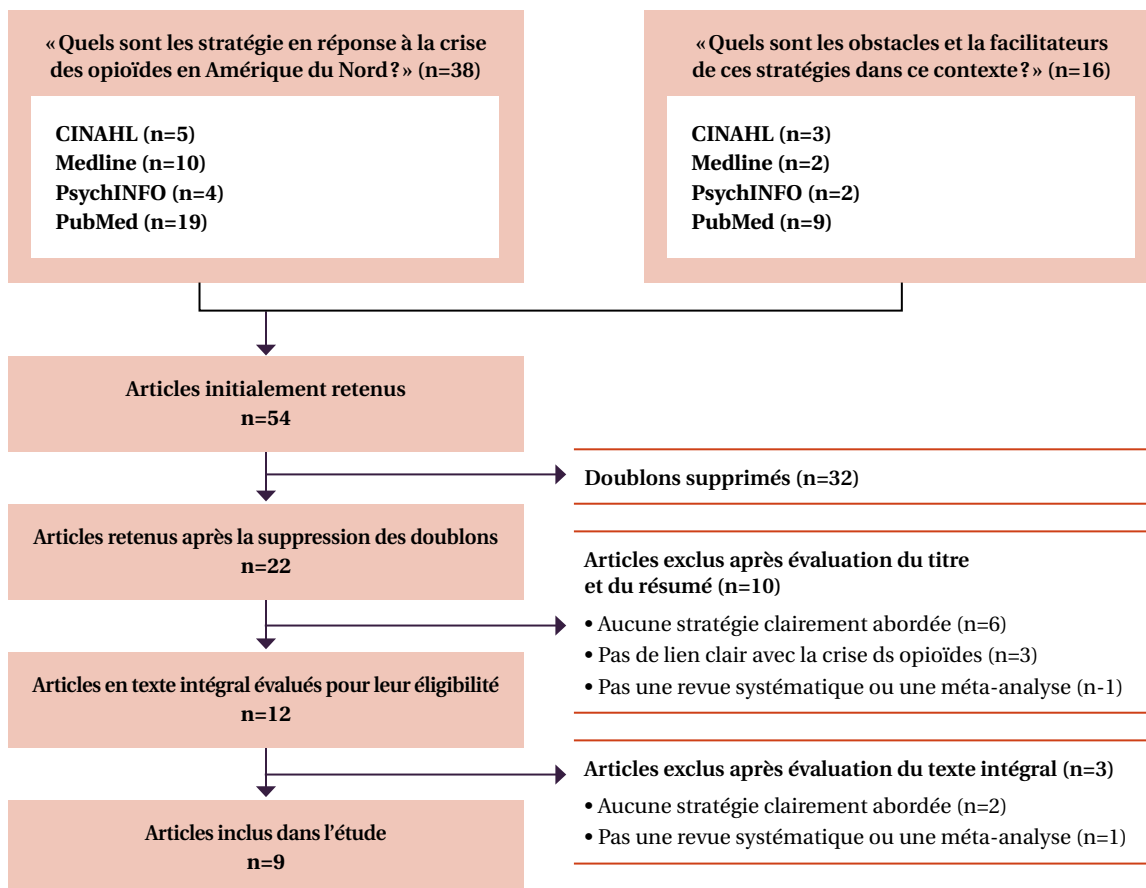 « Quels sont les stratégie en réponse à la crise
des opioïdes en Amérique du Nord ? » (n=38)
CINAHL (n=5)
Medline (n=10)
PsychINFO (n=4)
PubMed (n=19)
« Quels sont les obstacles et la facilitateurs
de ces stratégies dans ce contexte ? » (n=16)
CINAHL (n=3)
Medline (n=2)
PsychINFO (n=2)
PubMed (n=9)
Articles initialement retenus
n=54
Doublons supprimés (n=32)
Articles retenus après la suppression des doublons
n=22
Articles exclus après évaluation du titre
et du résumé (n=10)
• Aucune stratégie clairement abordée (n=6)
• Pas de lien clair avec la crise ds opioïdes (n=3)
• Pas une revue systématique ou une méta-analyse (n-1)
Articles en texte intégral évalués pour leur éligibilité
n=12
Articles exclus après évaluation du texte intégral (n=3)
• Aucune stratégie clairement abordée (n=2)
• Pas une revue systématique ou une méta-analyse (n=1)
Articles inclus dans l'étude
n=9